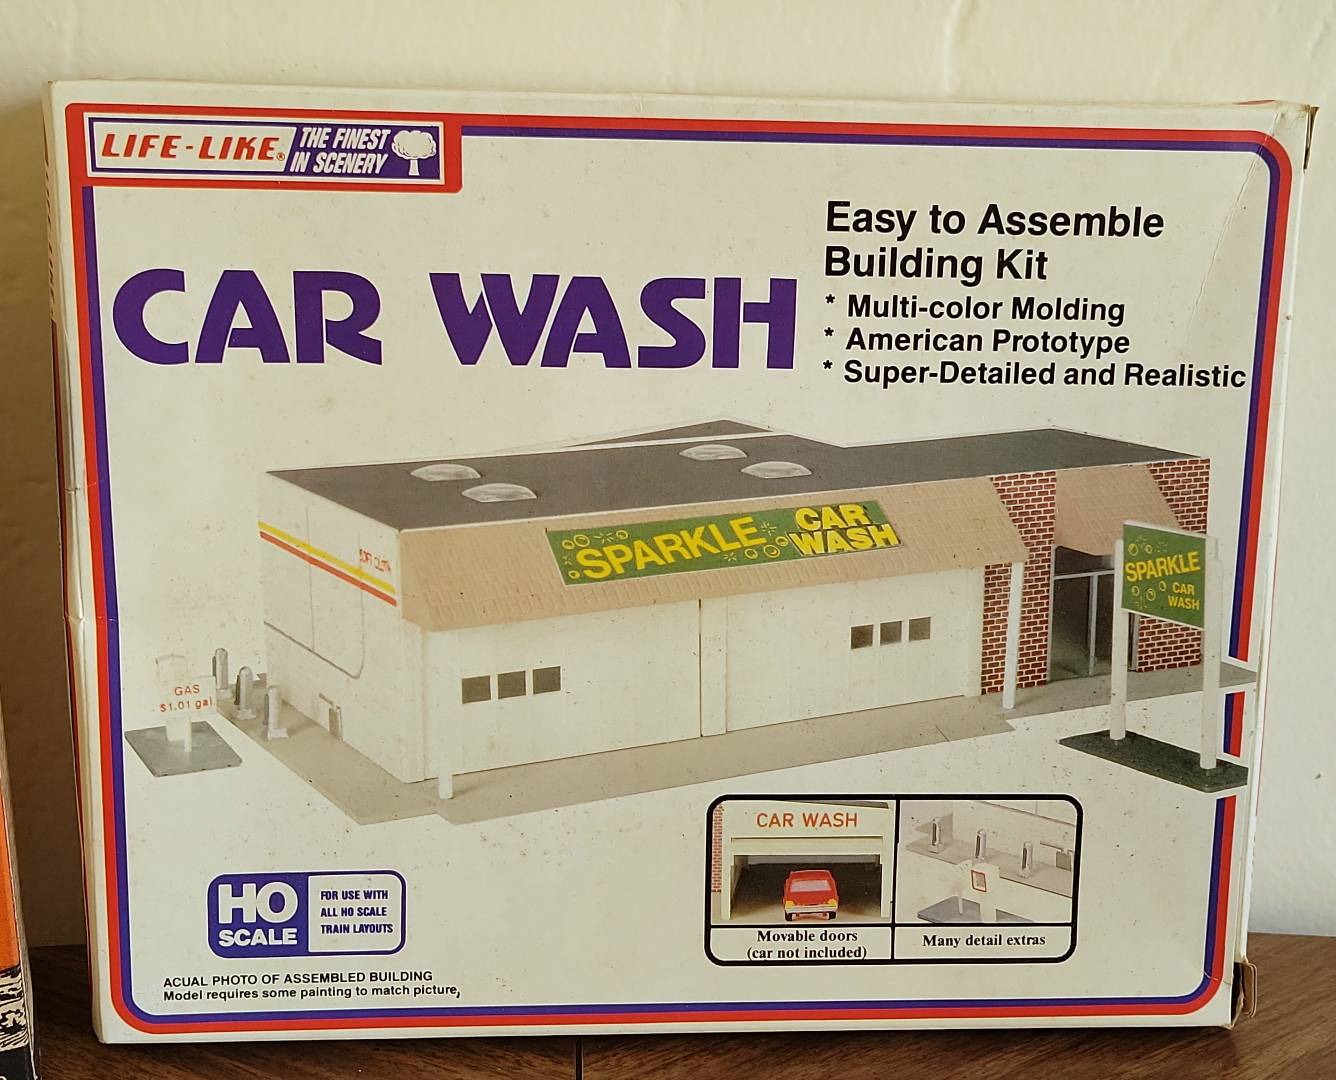 LIFE-LIKE® THE FINEST
IN SCENERY
CAR WASH
Easy to Assemble
Building Kit
* Multi-color Molding
* American Prototype
* Super-Detailed and Realistic
SPARKLE CAR
WASH
SPARKLE
CAR
WASH
GAS
$1.01 gal
CAR WASH
Movable doors
(car not included)
Many detail extras
HO
SCALE
FOR USE WITH
ALL HO SCALE
TRAIN LAYOUTS
ACUAL PHOTO OF ASSEMBLED BUILDING
Model requires some painting to match picture,